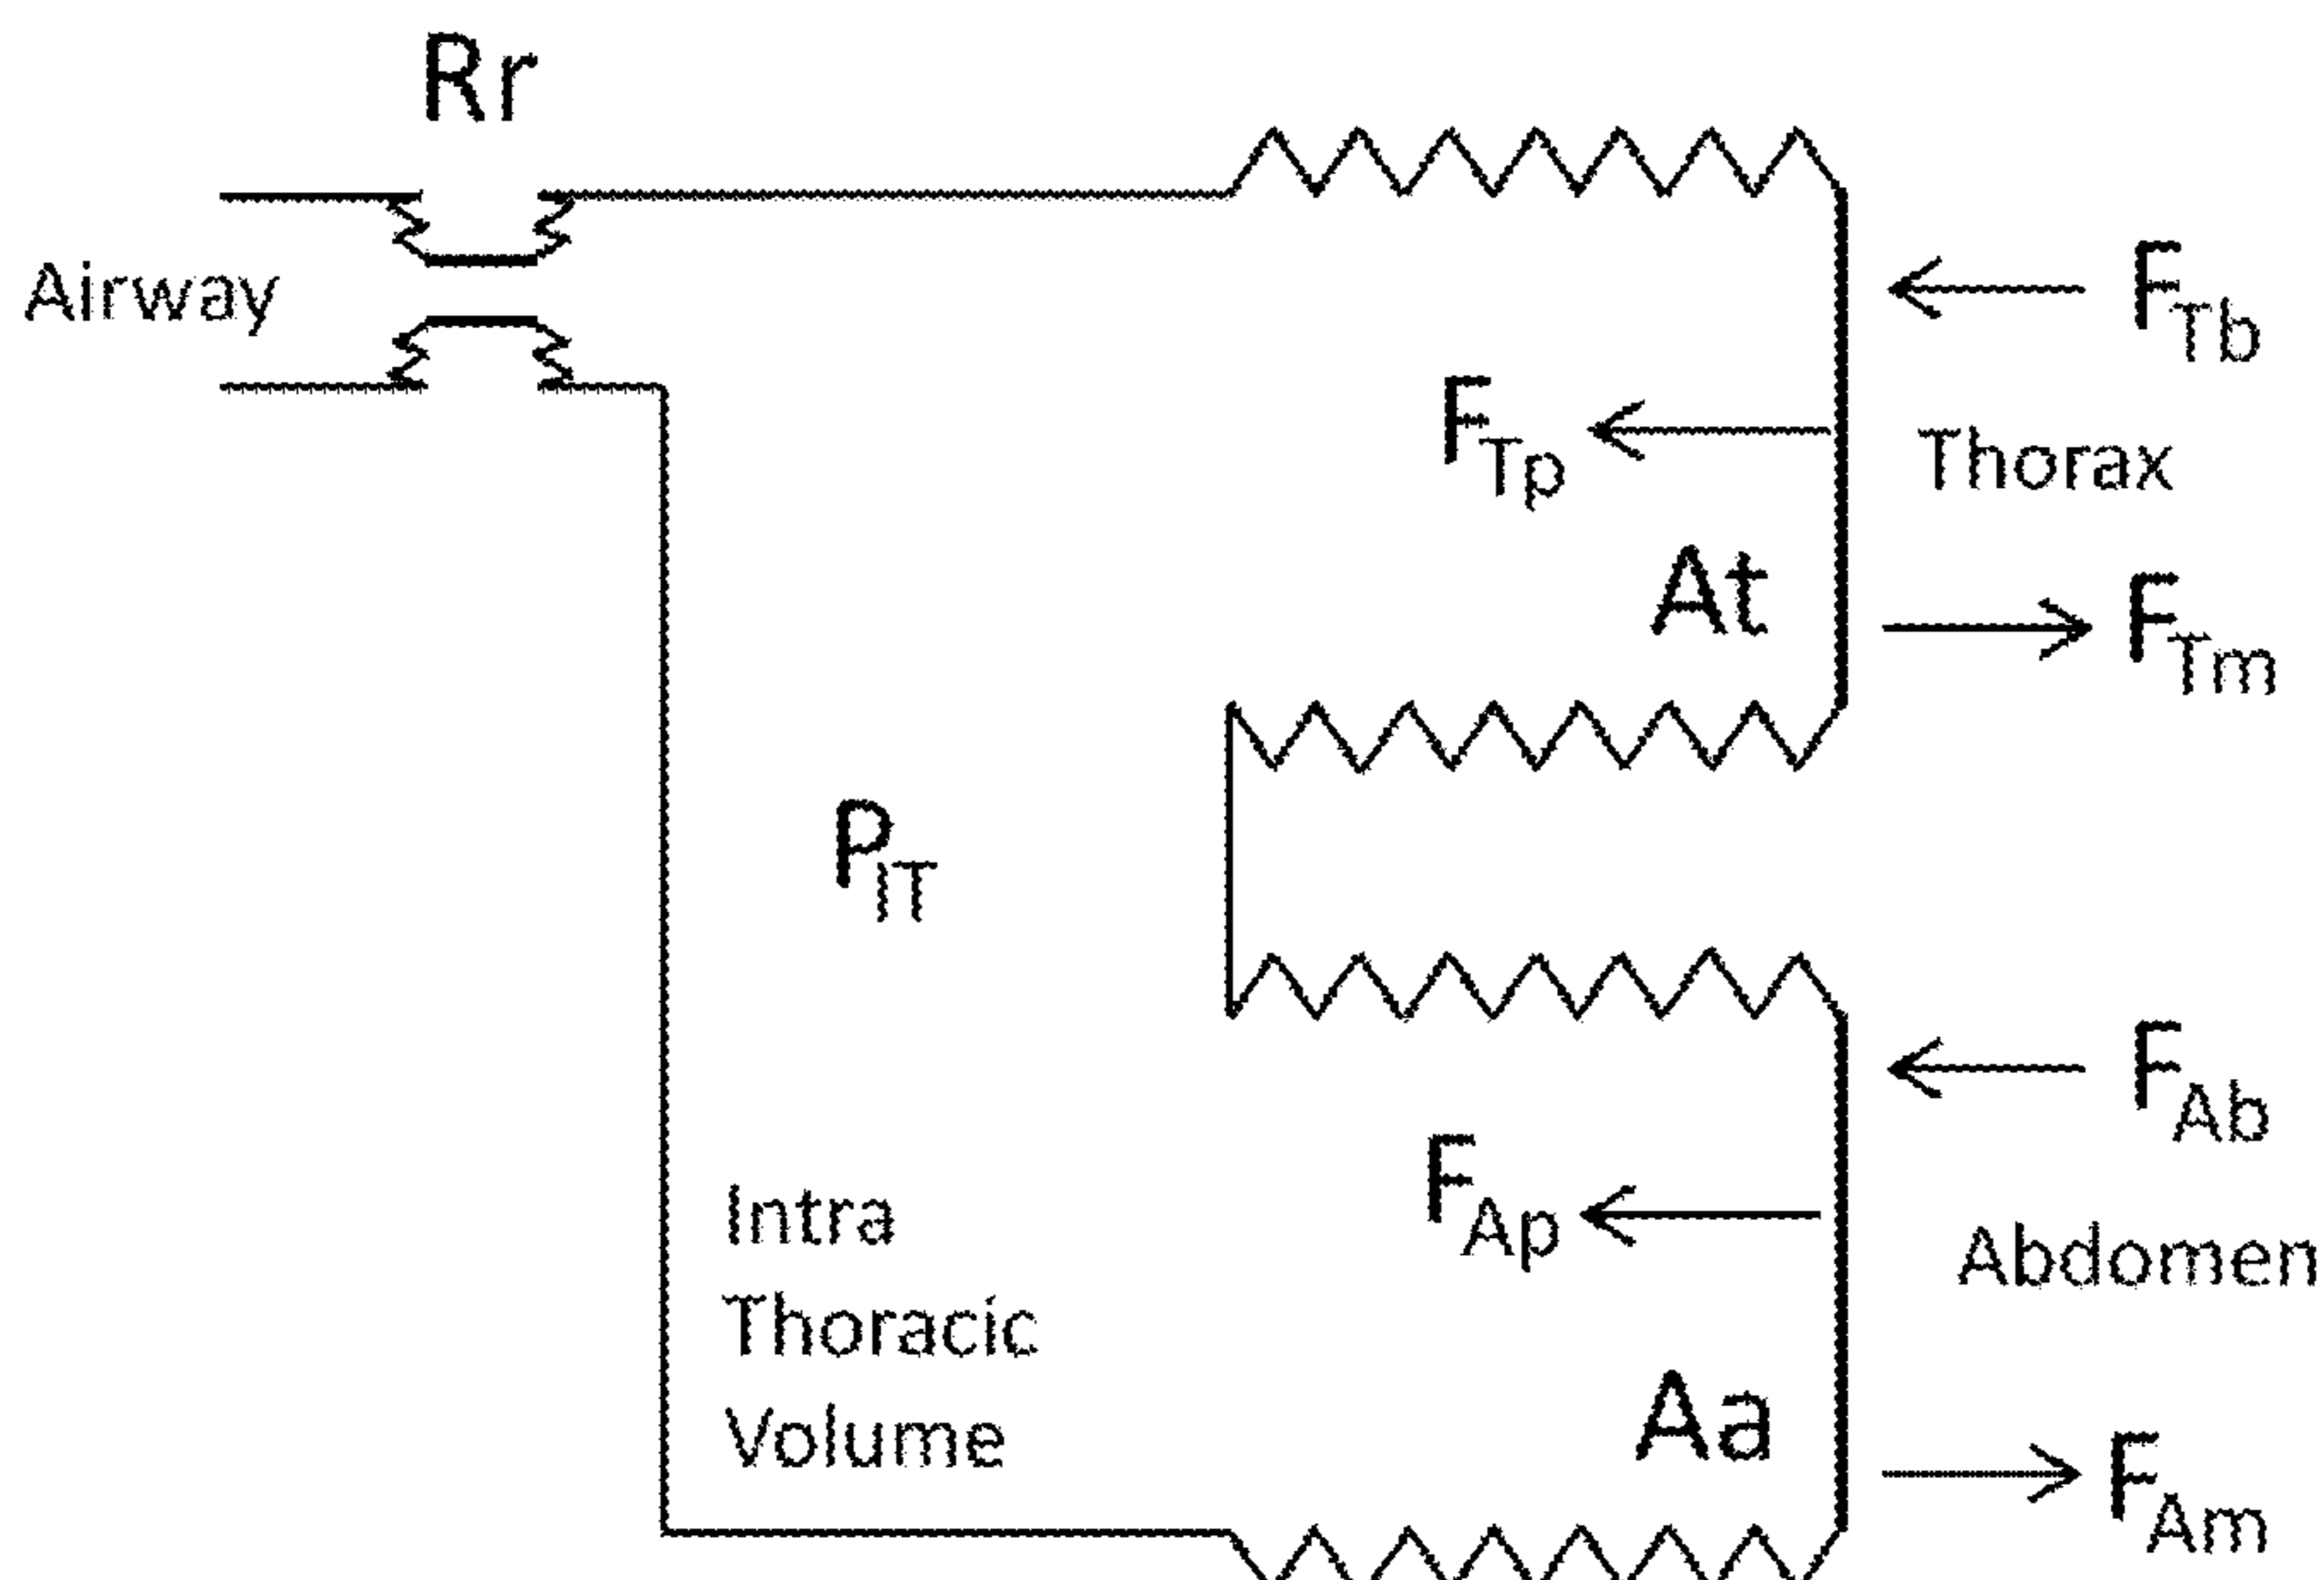 Rr
Airway
F_Tb
F_Tp
Thorax
At
F_Tm
P_IT
F_Ab
F_Ap
Intra
Thoracic
Volume
Abdomen
Aa
F_Am